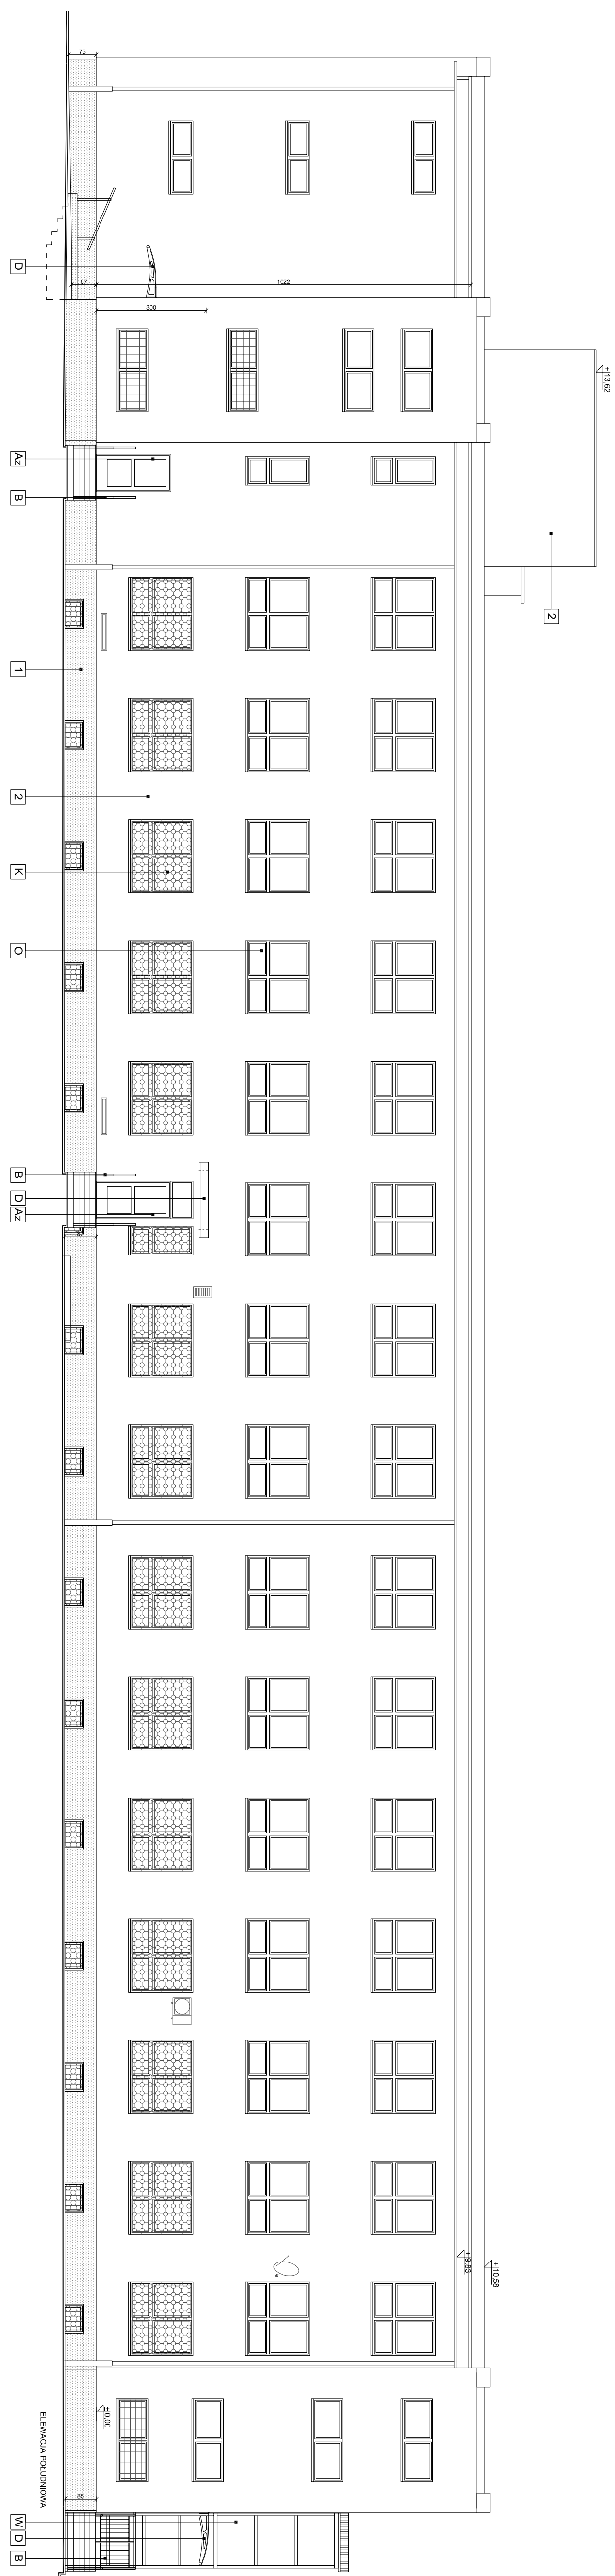 75
D
67
1022
300
+13,62
Az
B
2
1
2
K
O
B
D
Az
+9,83
+10,58
±0,00
ELEWACJA POŁUDNIOWA
85
W
D
B